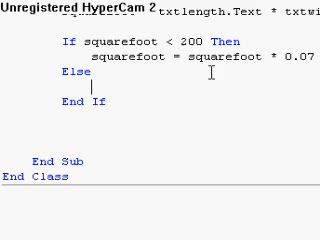 Unregistered HyperCam 2
txtlength.Text * txtwi
If squarefoot < 200 Then
squarefoot = squarefoot * 0.07
Else
End If
End Sub
End Class